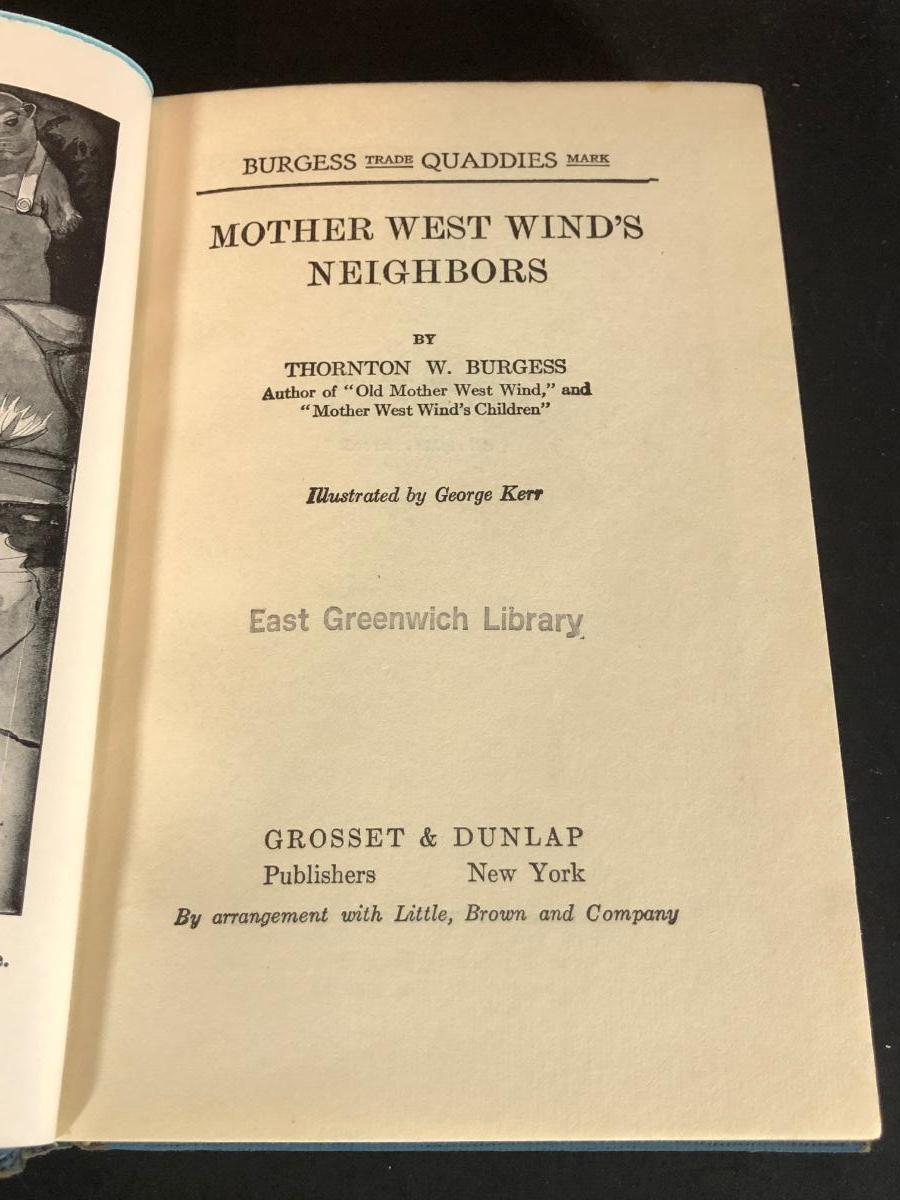 BURGESS TRADE QUADDIES MARK
MOTHER WEST WIND'S
NEIGHBORS
BY
THORNTON W. BURGESS
Author of "Old Mother West Wind," and
"Mother West Wind's Children"
Illustrated by George Kerr
East Greenwich Library
GROSSET & DUNLAP
Publishers New York
By arrangement with Little, Brown and Company